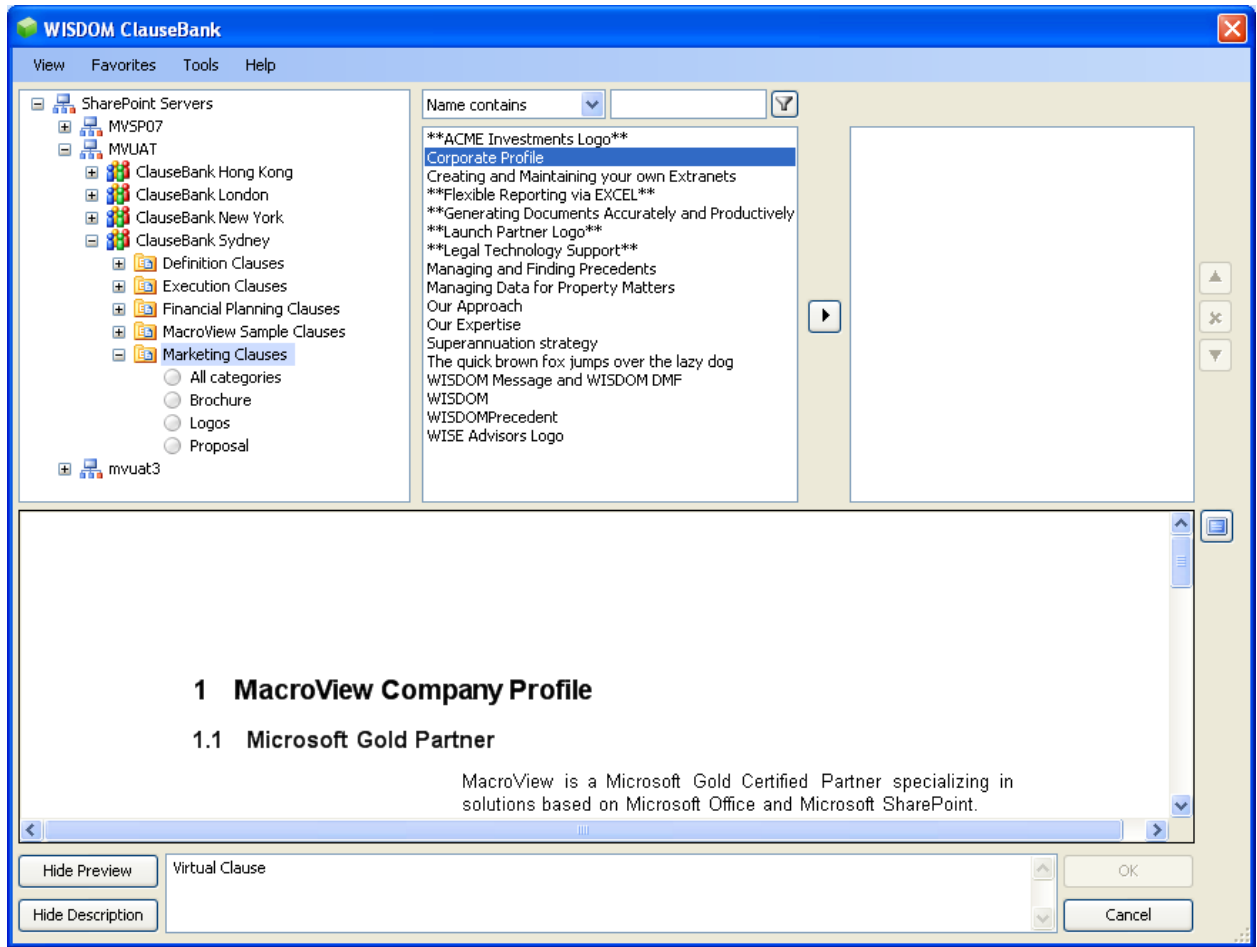 WISDOM ClauseBank
View Favorites Tools Help
SharePoint Servers
MVSP07
MVUAT
ClauseBank Hong Kong
ClauseBank London
ClauseBank New York
ClauseBank Sydney
Definition Clauses
Execution Clauses
Financial Planning Clauses
MacroView Sample Clauses
Marketing Clauses
All categories
Brochure
Logos
Proposal
mvuat3
Name contains
**ACME Investments Logo**
Corporate Profile
Creating and Maintaining your own Extranets
**Flexible Reporting via EXCEL**
**Generating Documents Accurately and Productively
**Launch Partner Logo**
**Legal Technology Support**
Managing and Finding Precedents
Managing Data for Property Matters
Our Approach
Our Expertise
Superannuation strategy
The quick brown fox jumps over the lazy dog
WISDOM Message and WISDOM DMF
WISDOM
WISDOMPrecedent
WISE Advisors Logo
1 MacroView Company Profile
1.1 Microsoft Gold Partner
MacroView is a Microsoft Gold Certified Partner specializing in
solutions based on Microsoft Office and Microsoft SharePoint.
Hide Preview
Virtual Clause
OK
Hide Description
Cancel